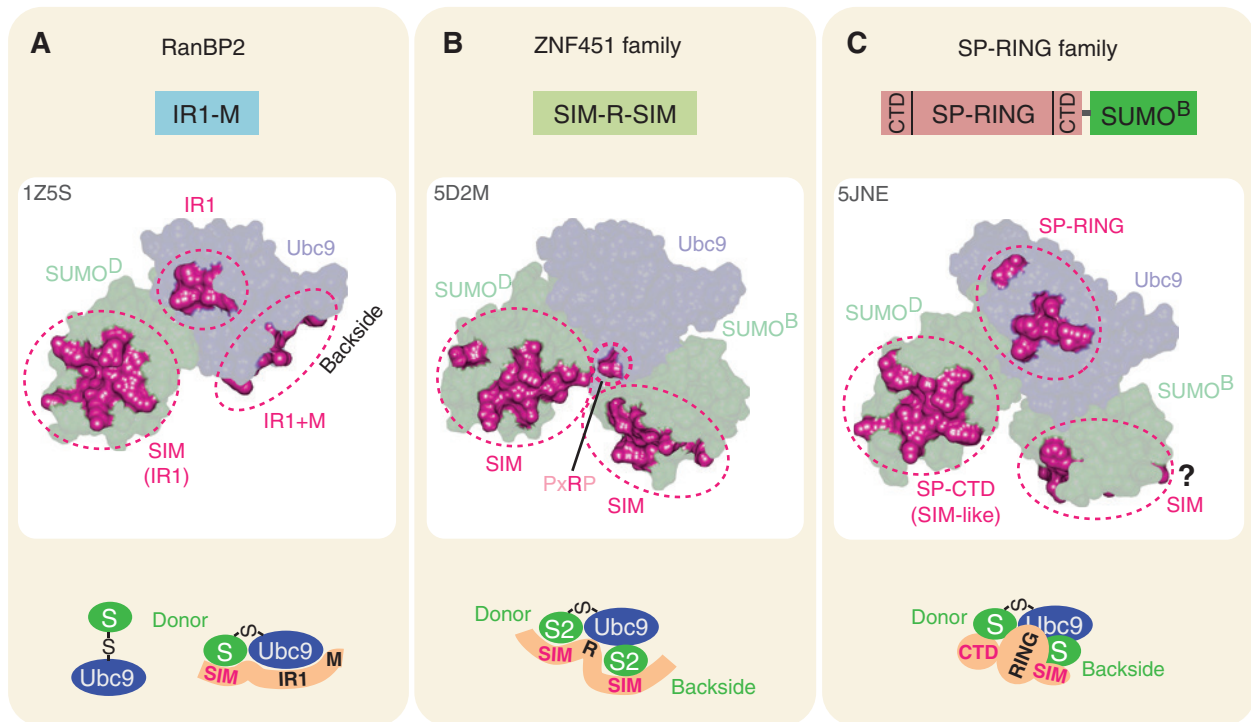 A
RanBP2
IR1-M
1Z5S
IR1
Ubc9
SUMOᴰ
Backside
IR1+M
SIM
(IR1)
S
S
Ubc9
Donor
S
S
Ubc9
SIM
IR1
M
B
ZNF451 family
SIM-R-SIM
5D2M
Ubc9
SUMOᴰ
SUMOᴮ
SIM
PxRP
SIM
Donor
S
S2
Ubc9
SIM
R
S2
SIM
Backside
C
SP-RING family
CTD
SP-RING
CTD
SUMOᴮ
5JNE
SP-RING
Ubc9
SUMOᴰ
SUMOᴮ
SP-CTD
(SIM-like)
?
SIM
Donor
S
S
Ubc9
CTD
RING
S
SIM
Backside